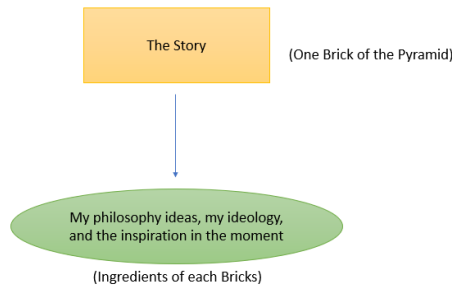 The Story
(One Brick of the Pyramid)
My philosophy ideas, my ideology,
and the inspiration in the moment
(Ingredients of each Bricks)